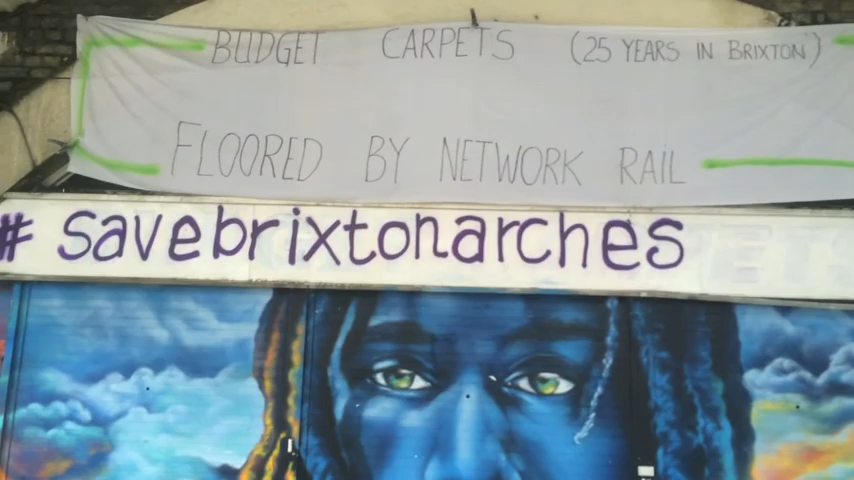 BUDGET CARPETS (25 YEARS IN BRIXTON)
FLOORED BY NETWORK RAIL
# savebrixtonarches